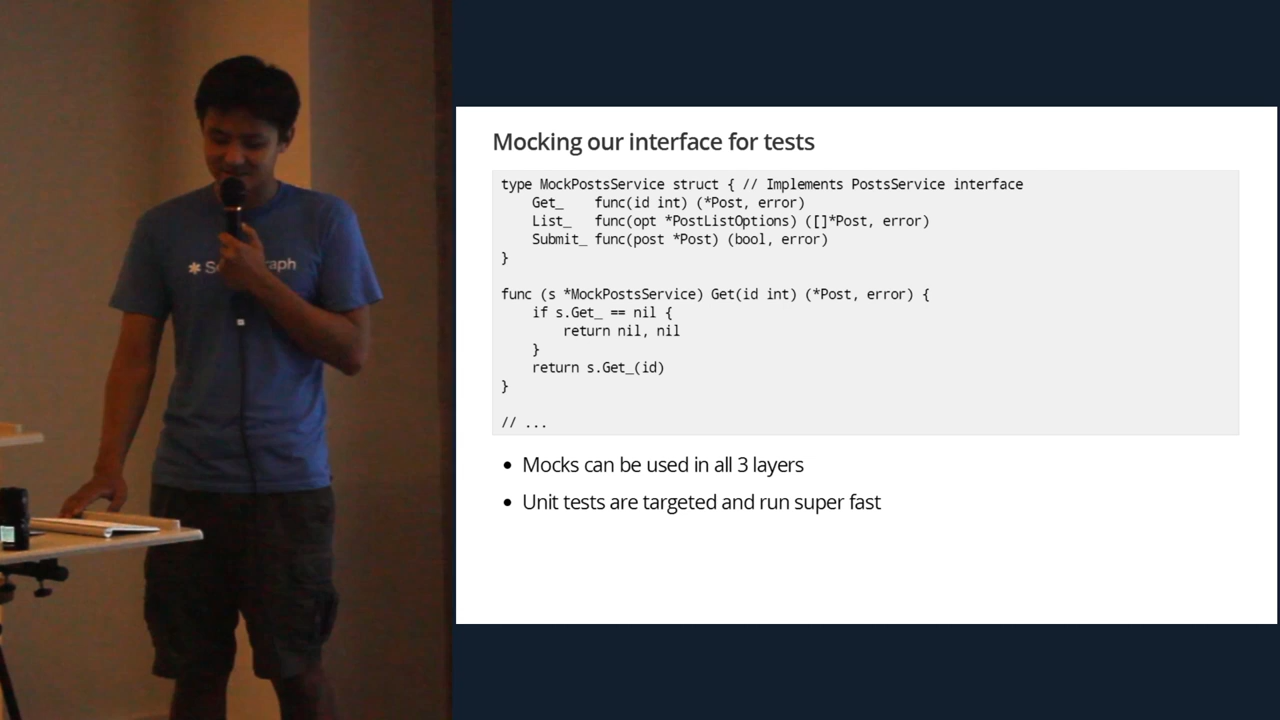 Mocking our interface for tests
type MockPostsService struct { // Implements PostsService interface
    Get_    func(id int) (*Post, error)
    List_   func(opt *PostListOptions) ([]*Post, error)
    Submit_ func(post *Post) (bool, error)
}
func (s *MockPostsService) Get(id int) (*Post, error) {
    if s.Get_ == nil {
        return nil, nil
    }
    return s.Get_(id)
}
// ...
• Mocks can be used in all 3 layers
• Unit tests are targeted and run super fast